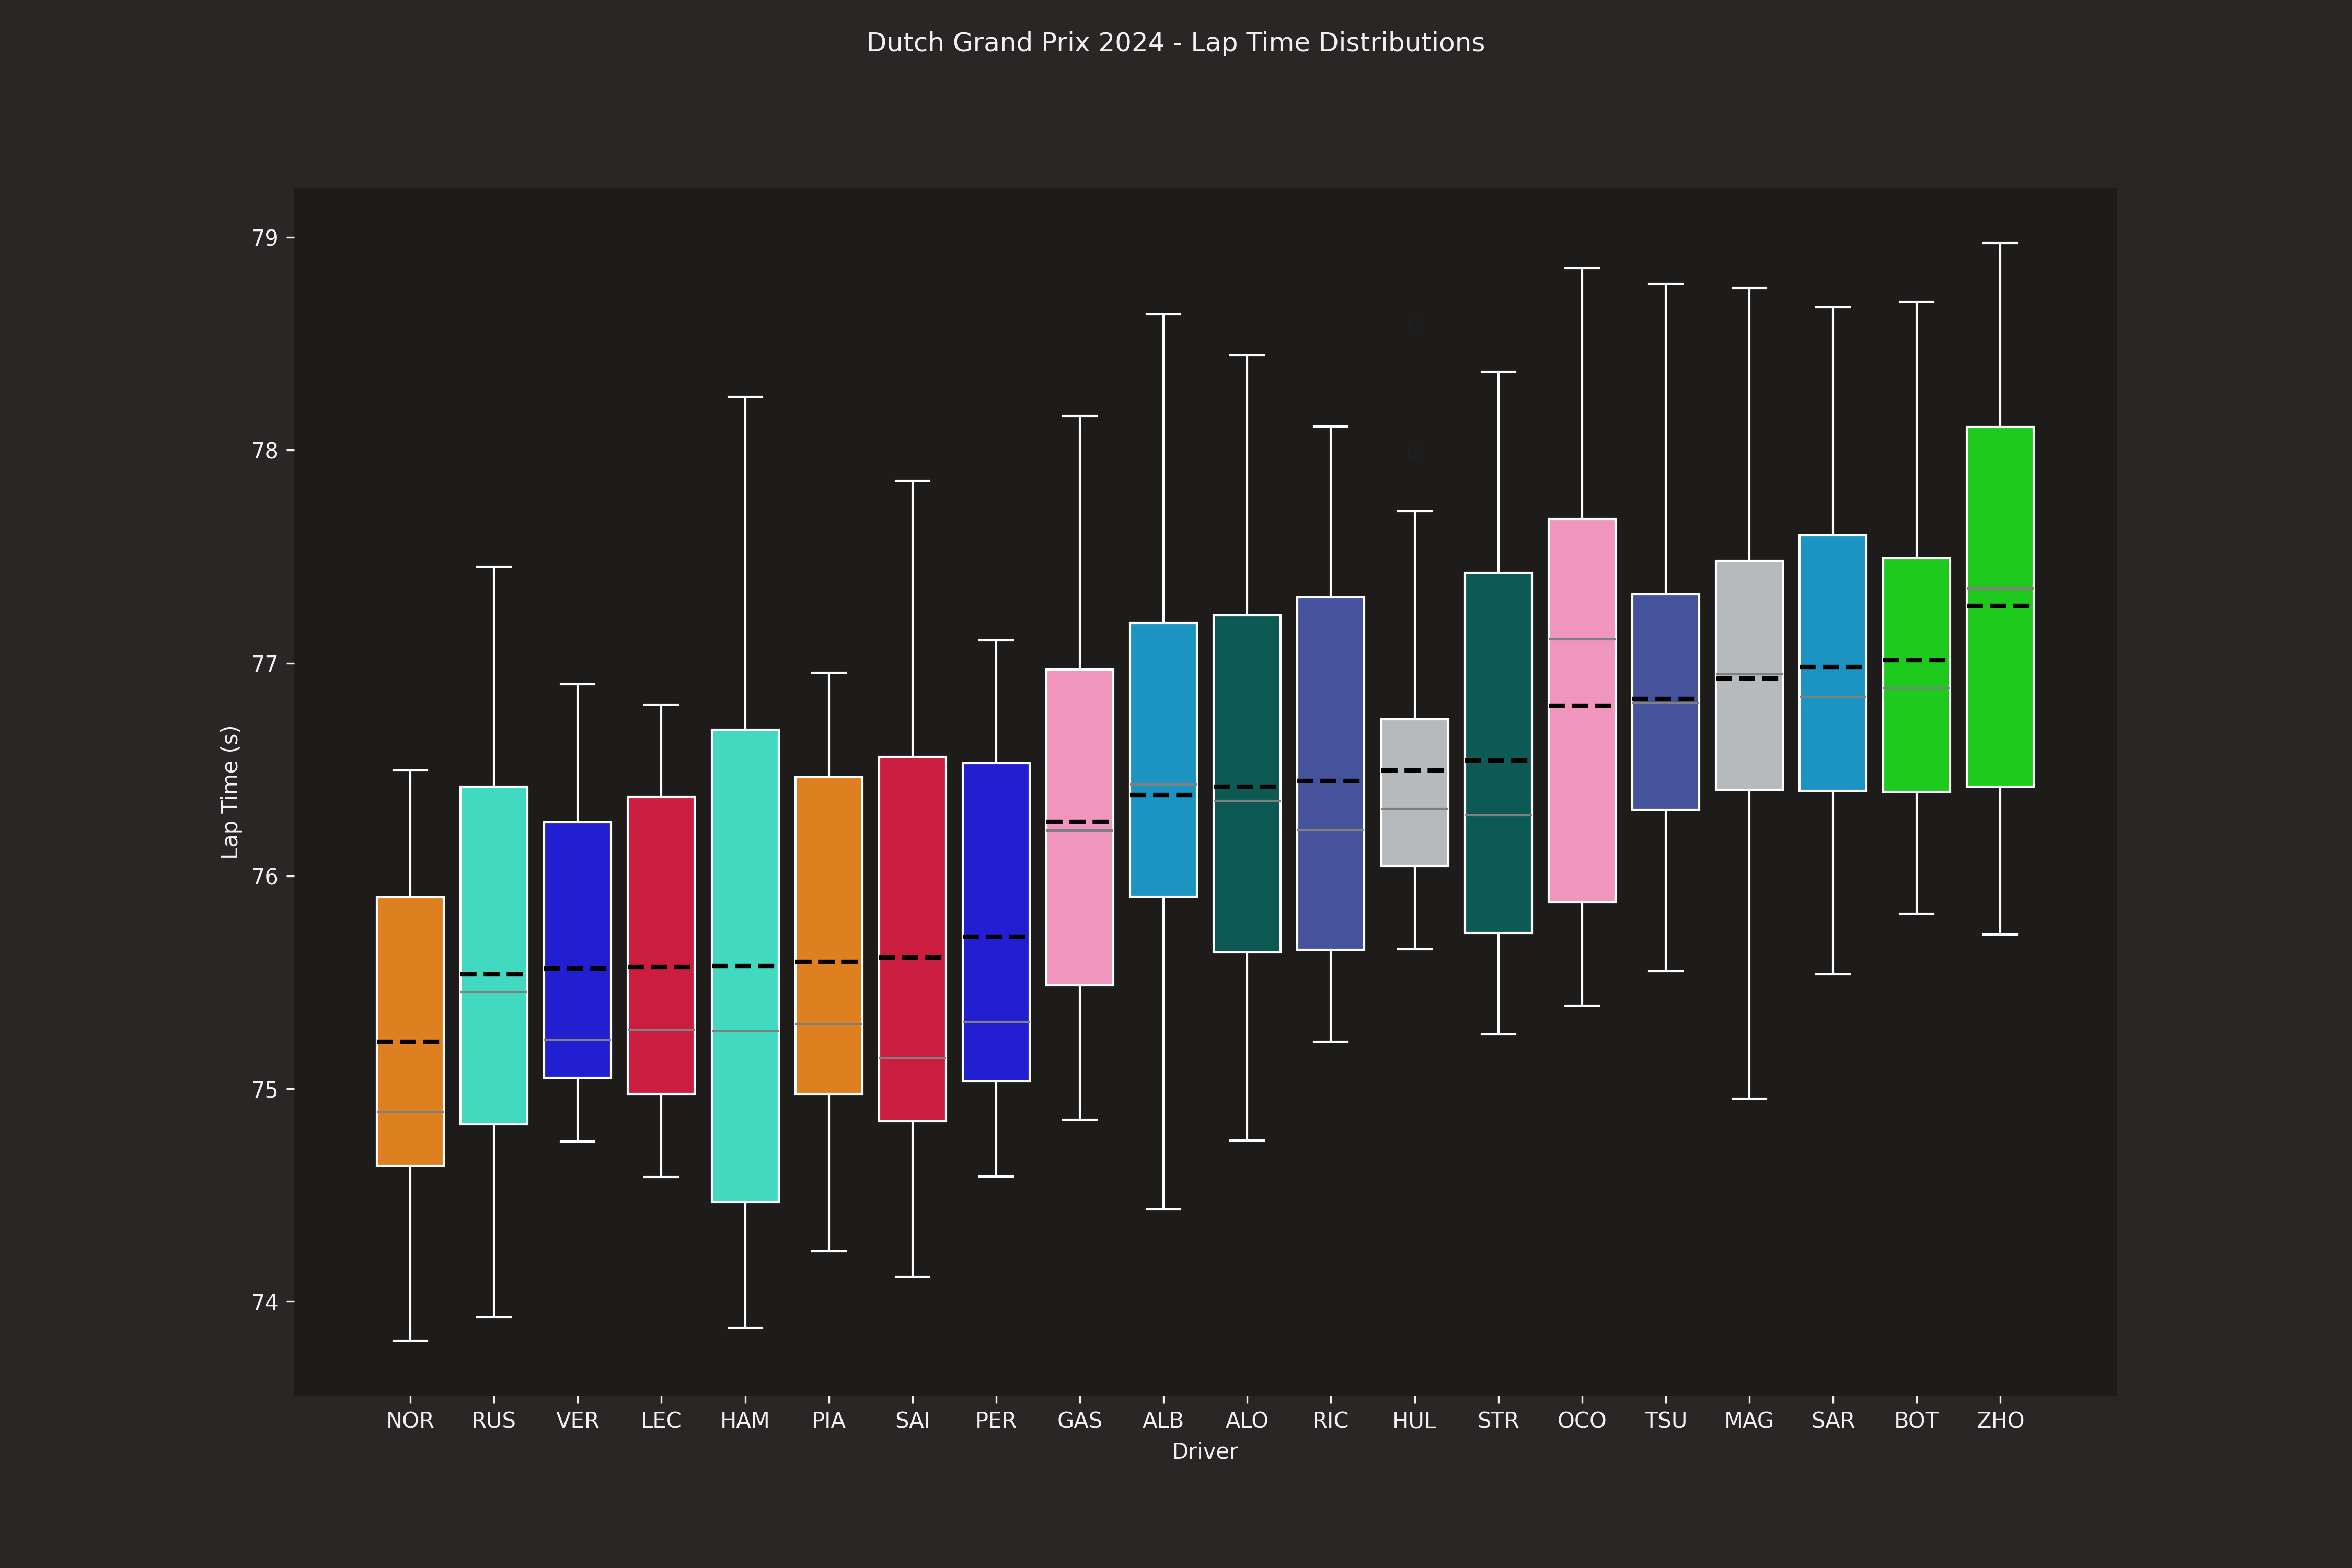 Dutch Grand Prix 2024 - Lap Time Distributions
Lap Time (s)
79
78
77
76
75
74
NOR RUS VER LEC HAM PIA SAI PER GAS ALB ALO RIC HUL STR OCO TSU MAG SAR BOT ZHO
Driver